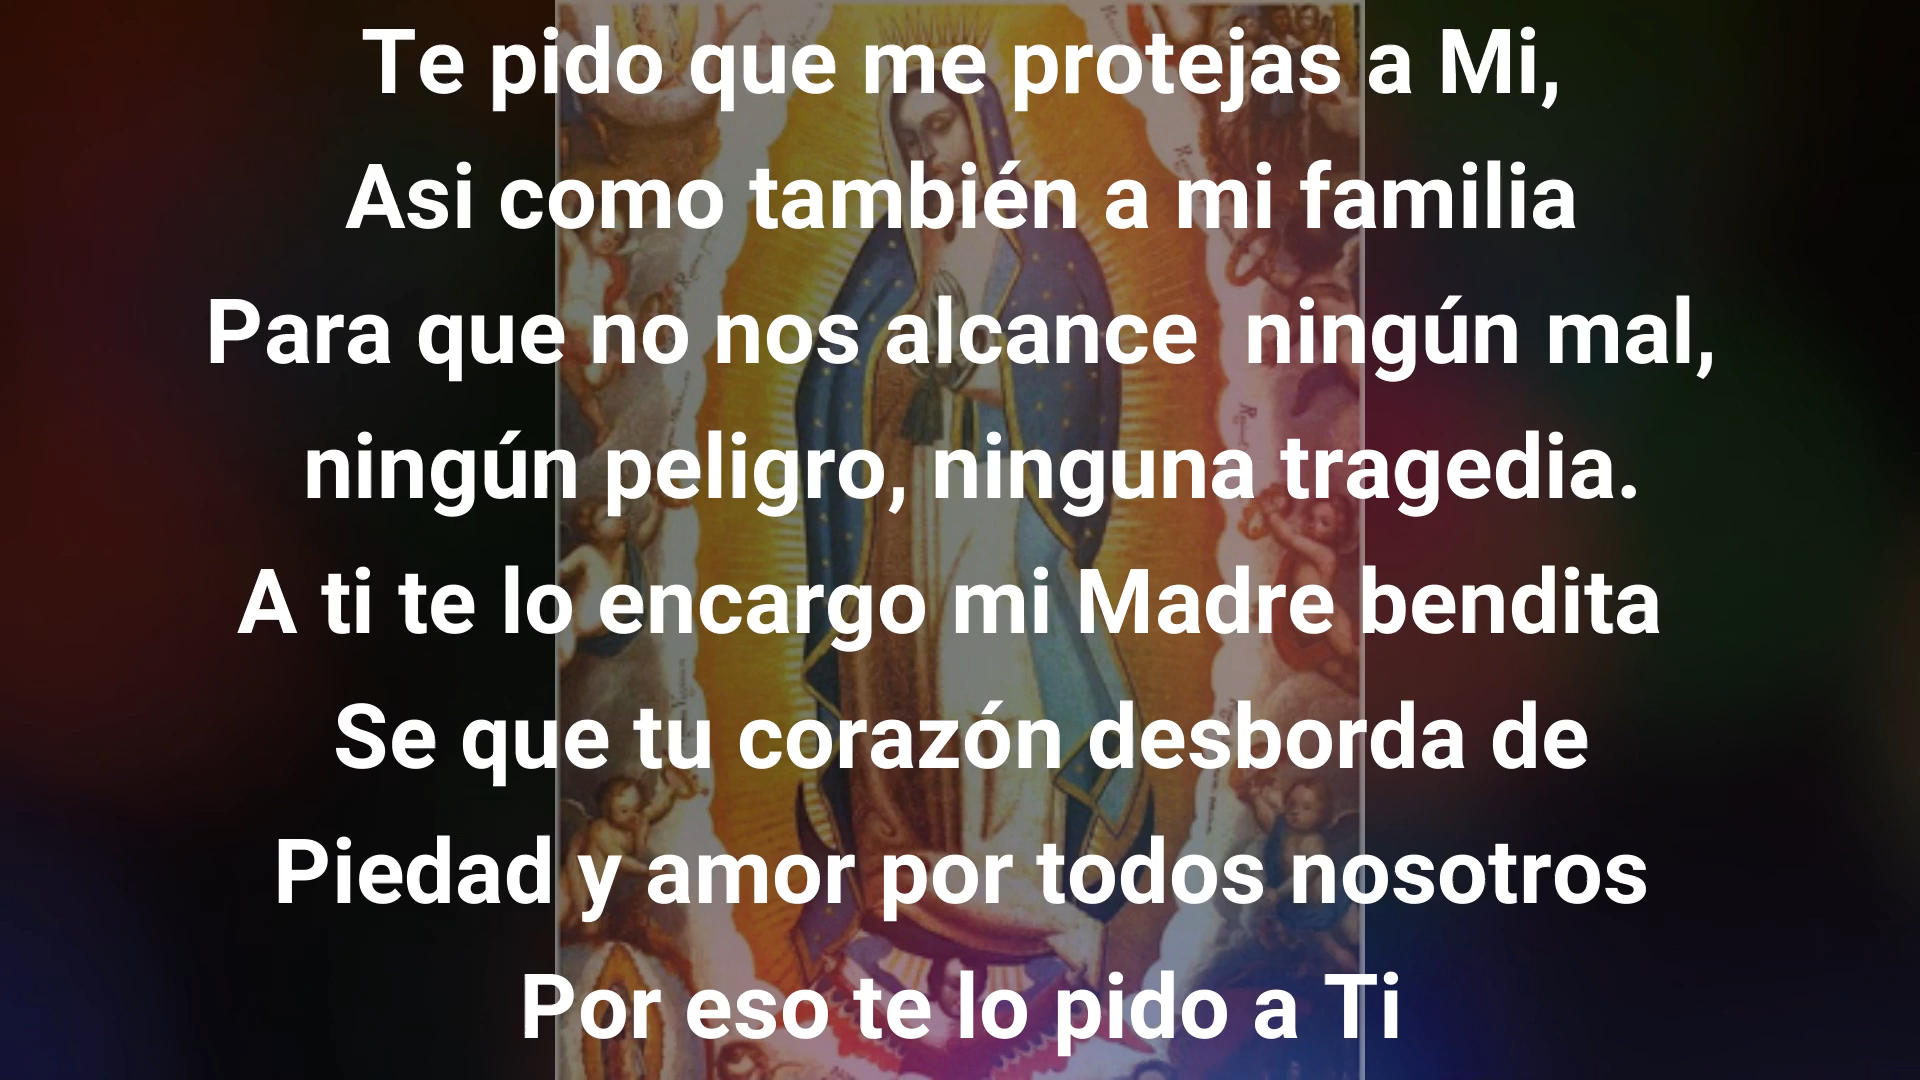 Te pido que me protejas a Mi,
Asi como también a mi familia
Para que no nos alcance  ningún mal,
ningún peligro, ninguna tragedia.
A ti te lo encargo mi Madre bendita
Se que tu corazón desborda de
Piedad y amor por todos nosotros
Por eso te lo pido a Ti